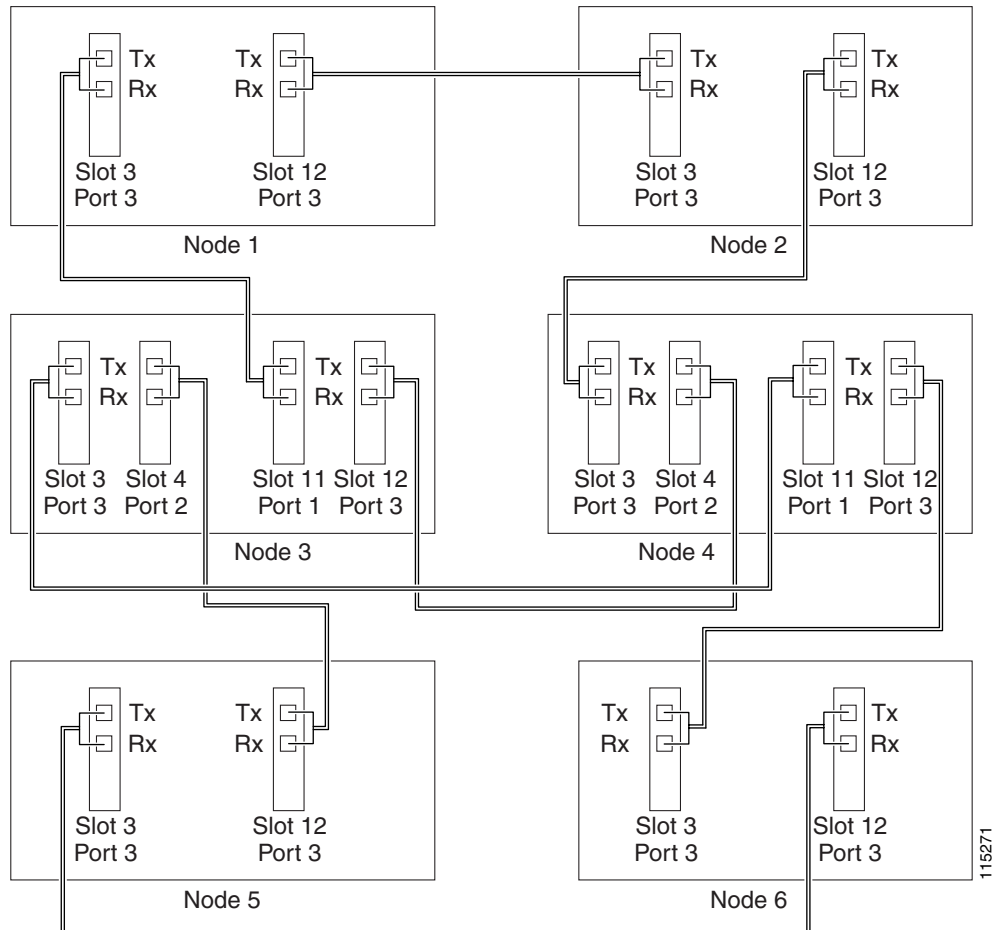 Tx Tx Tx Tx
Rx Rx Rx Rx
Slot 3 Slot 12 Slot 3 Slot 12
Port 3 Port 3 Port 3 Port 3
Node 1 Node 2
Tx Tx Tx Tx
Rx Rx Rx Rx
Slot 3 Slot 4 Slot 11 Slot 12 Slot 3 Slot 4 Slot 11 Slot 12
Port 3 Port 2 Port 1 Port 3 Port 3 Port 2 Port 1 Port 3
Node 3 Node 4
Tx Tx Tx Tx
Rx Rx Rx Rx
Slot 3 Slot 12 Slot 3 Slot 12
Port 3 Port 3 Port 3 Port 3
Node 5 Node 6
115271